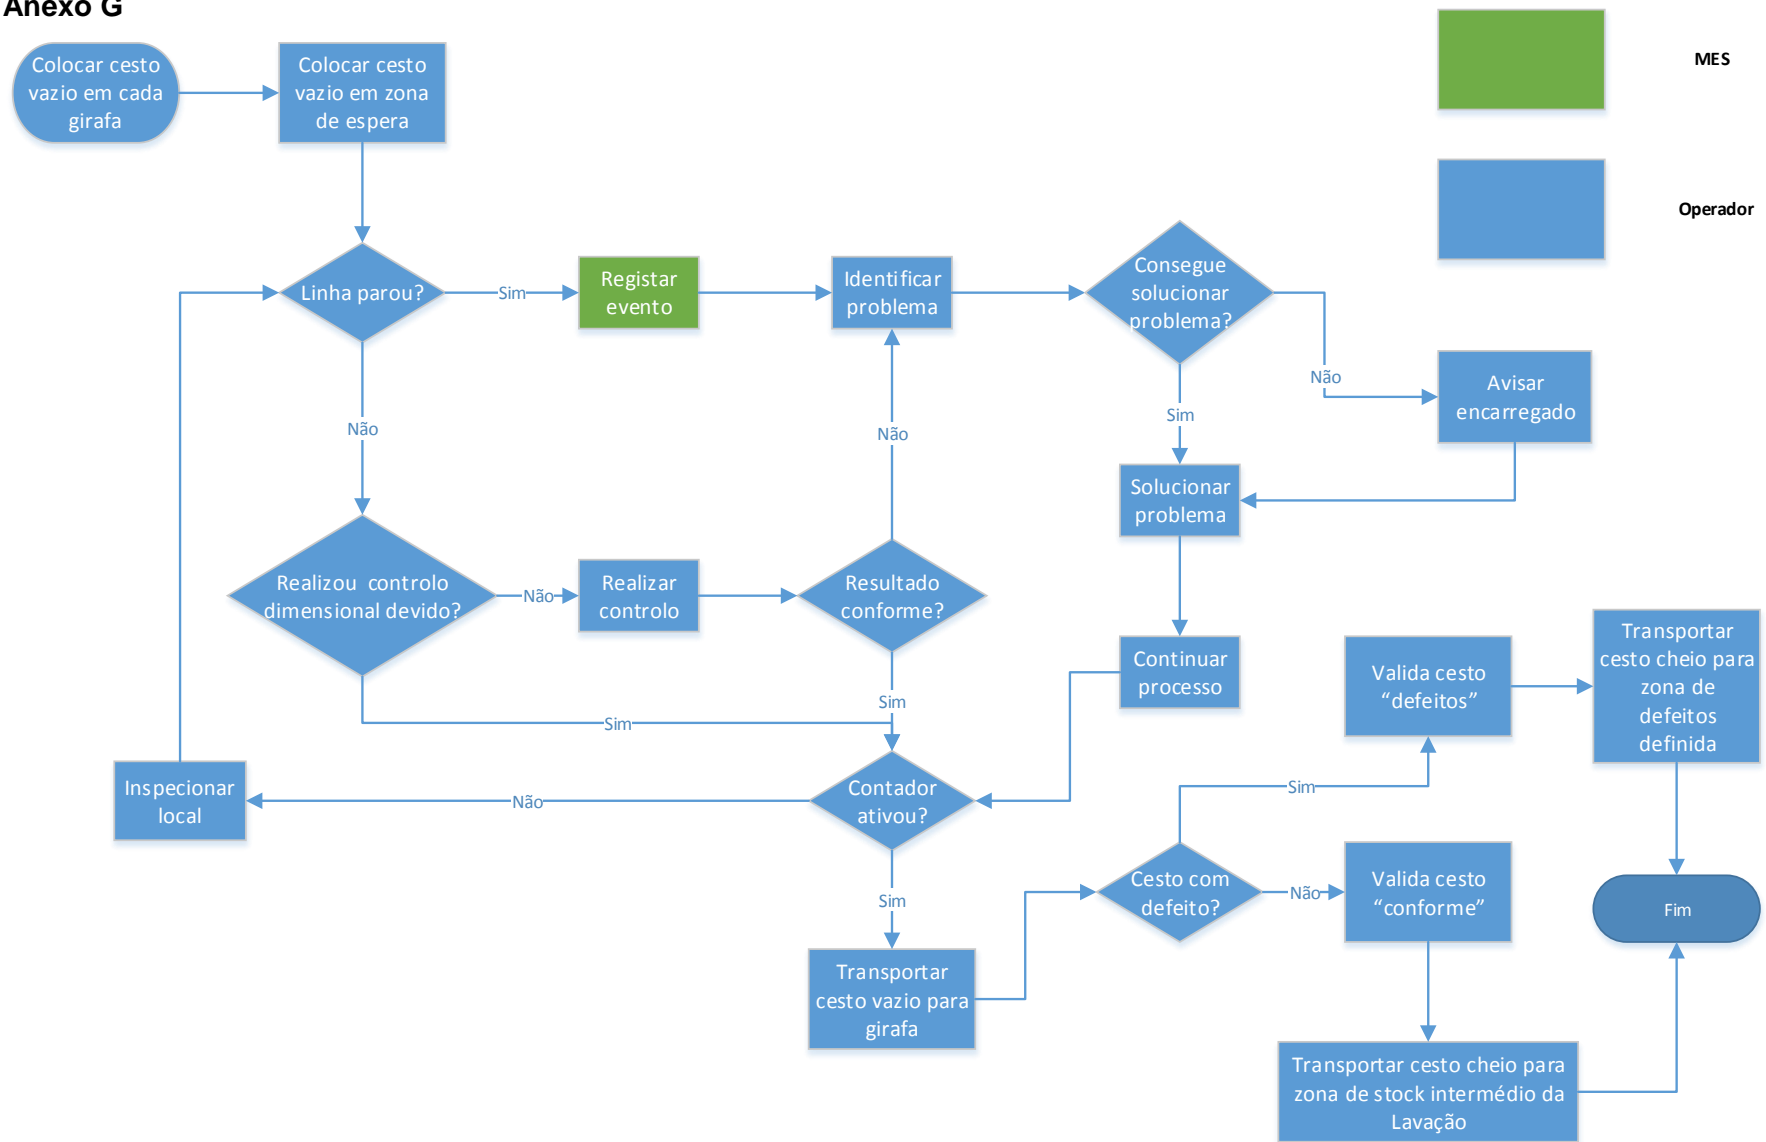 Anexo G
Colocar cesto
vazio em cada
girafa
Colocar cesto
vazio em zona
de espera
MES
Operador
Linha parou?
Sim
Registar
evento
Identificar
problema
Consegue
solucionar
problema?
Não
Avisar
encarregado
Sim
Não
Não
Solucionar
problema
Realizou controlo
dimensional devido?
Não
Realizar
controlo
Resultado
conforme?
Sim
Sim
Continuar
processo
Valida cesto
“defeitos”
Transportar
cesto cheio para
zona de
defeitos
definida
Inspecionar
local
Não
Contador
ativou?
Sim
Sim
Cesto com
defeito?
Não
Valida cesto
“conforme”
Fim
Transportar
cesto vazio para
girafa
Transportar cesto cheio para
zona de stock intermédio da
Lavação